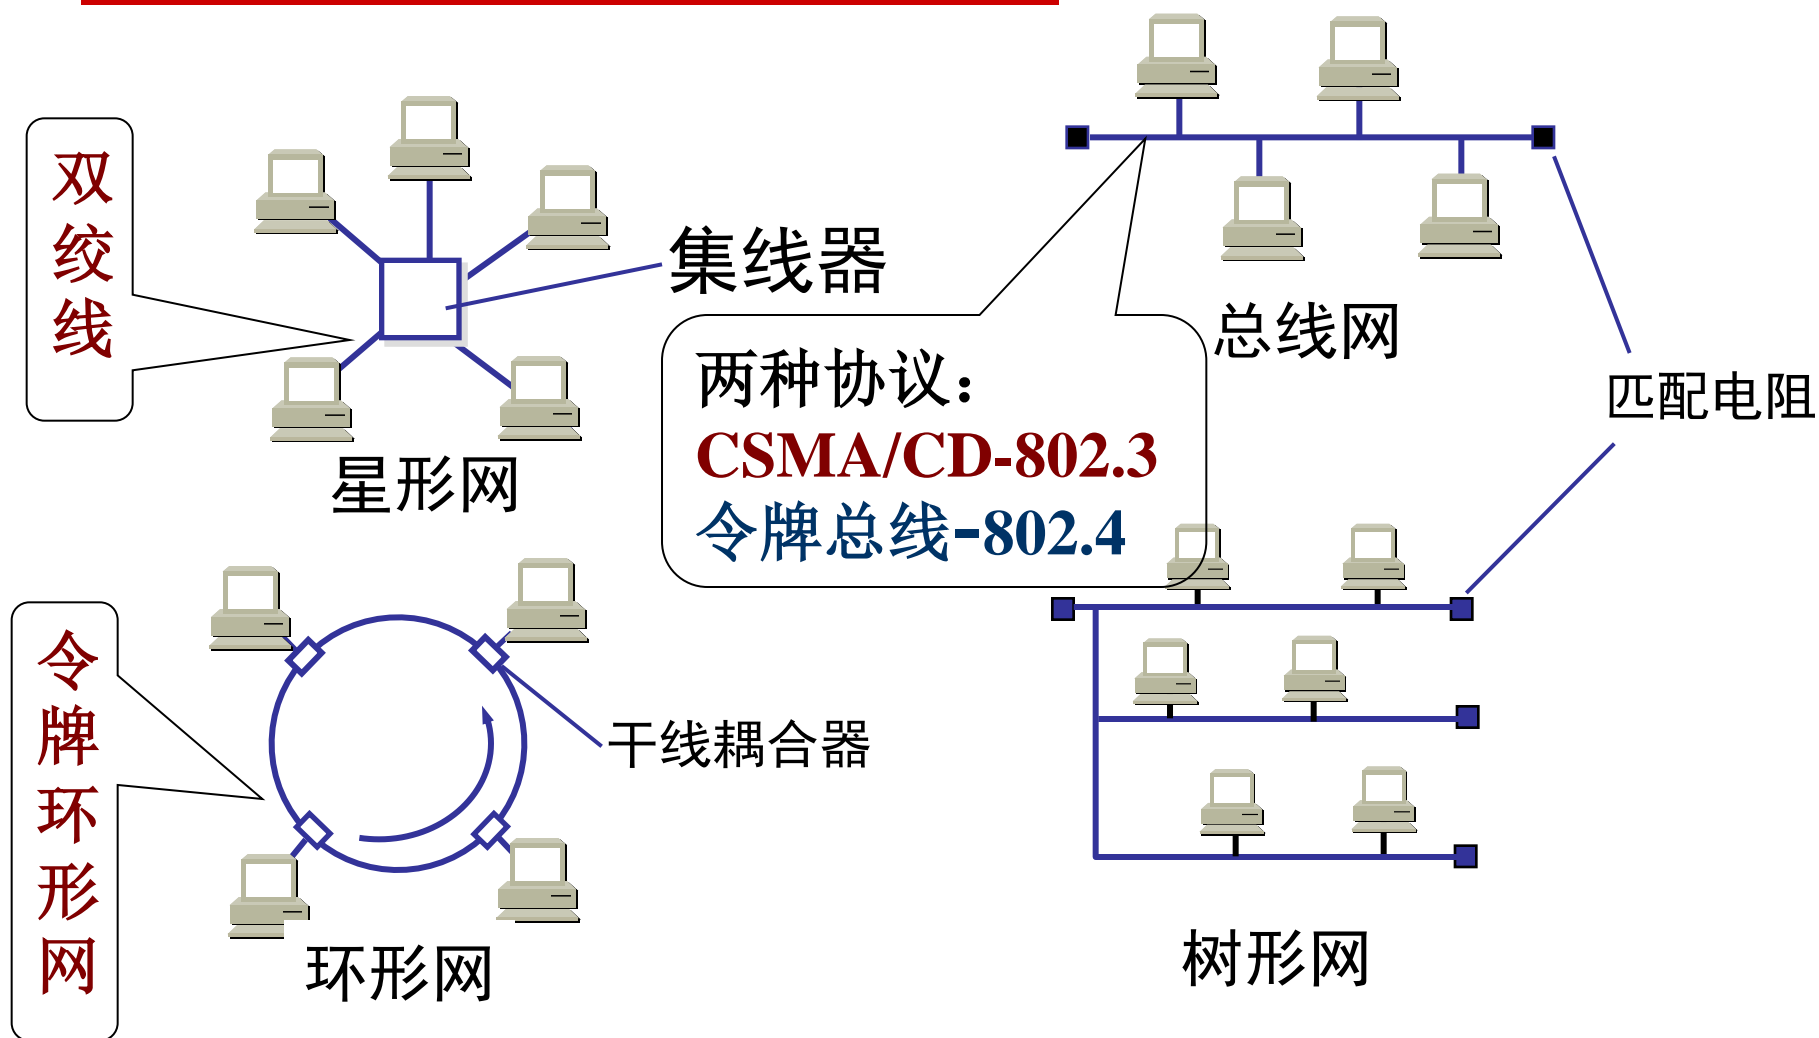 双绞线
集线器
星形网
总线网
匹配电阻
两种协议：
CSMA/CD-802.3
令牌总线-802.4
令牌环形网
干线耦合器
环形网
树形网